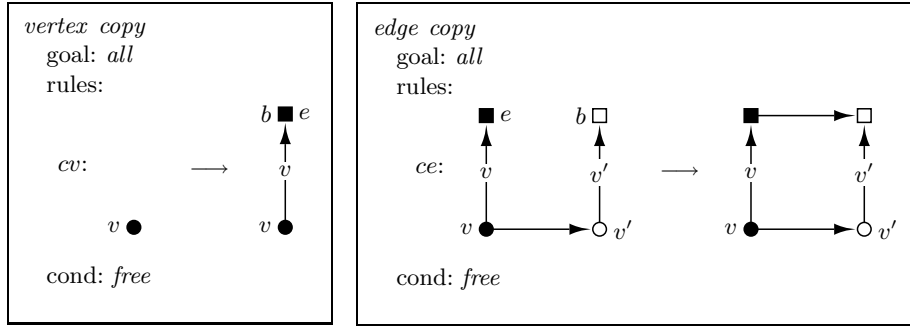 vertex copy
goal: all
rules:
b e
cv: ⟶ v
v v
cond: free
edge copy
goal: all
rules:
e b
ce: v v′ ⟶ v v′
v v′ v v′
cond: free